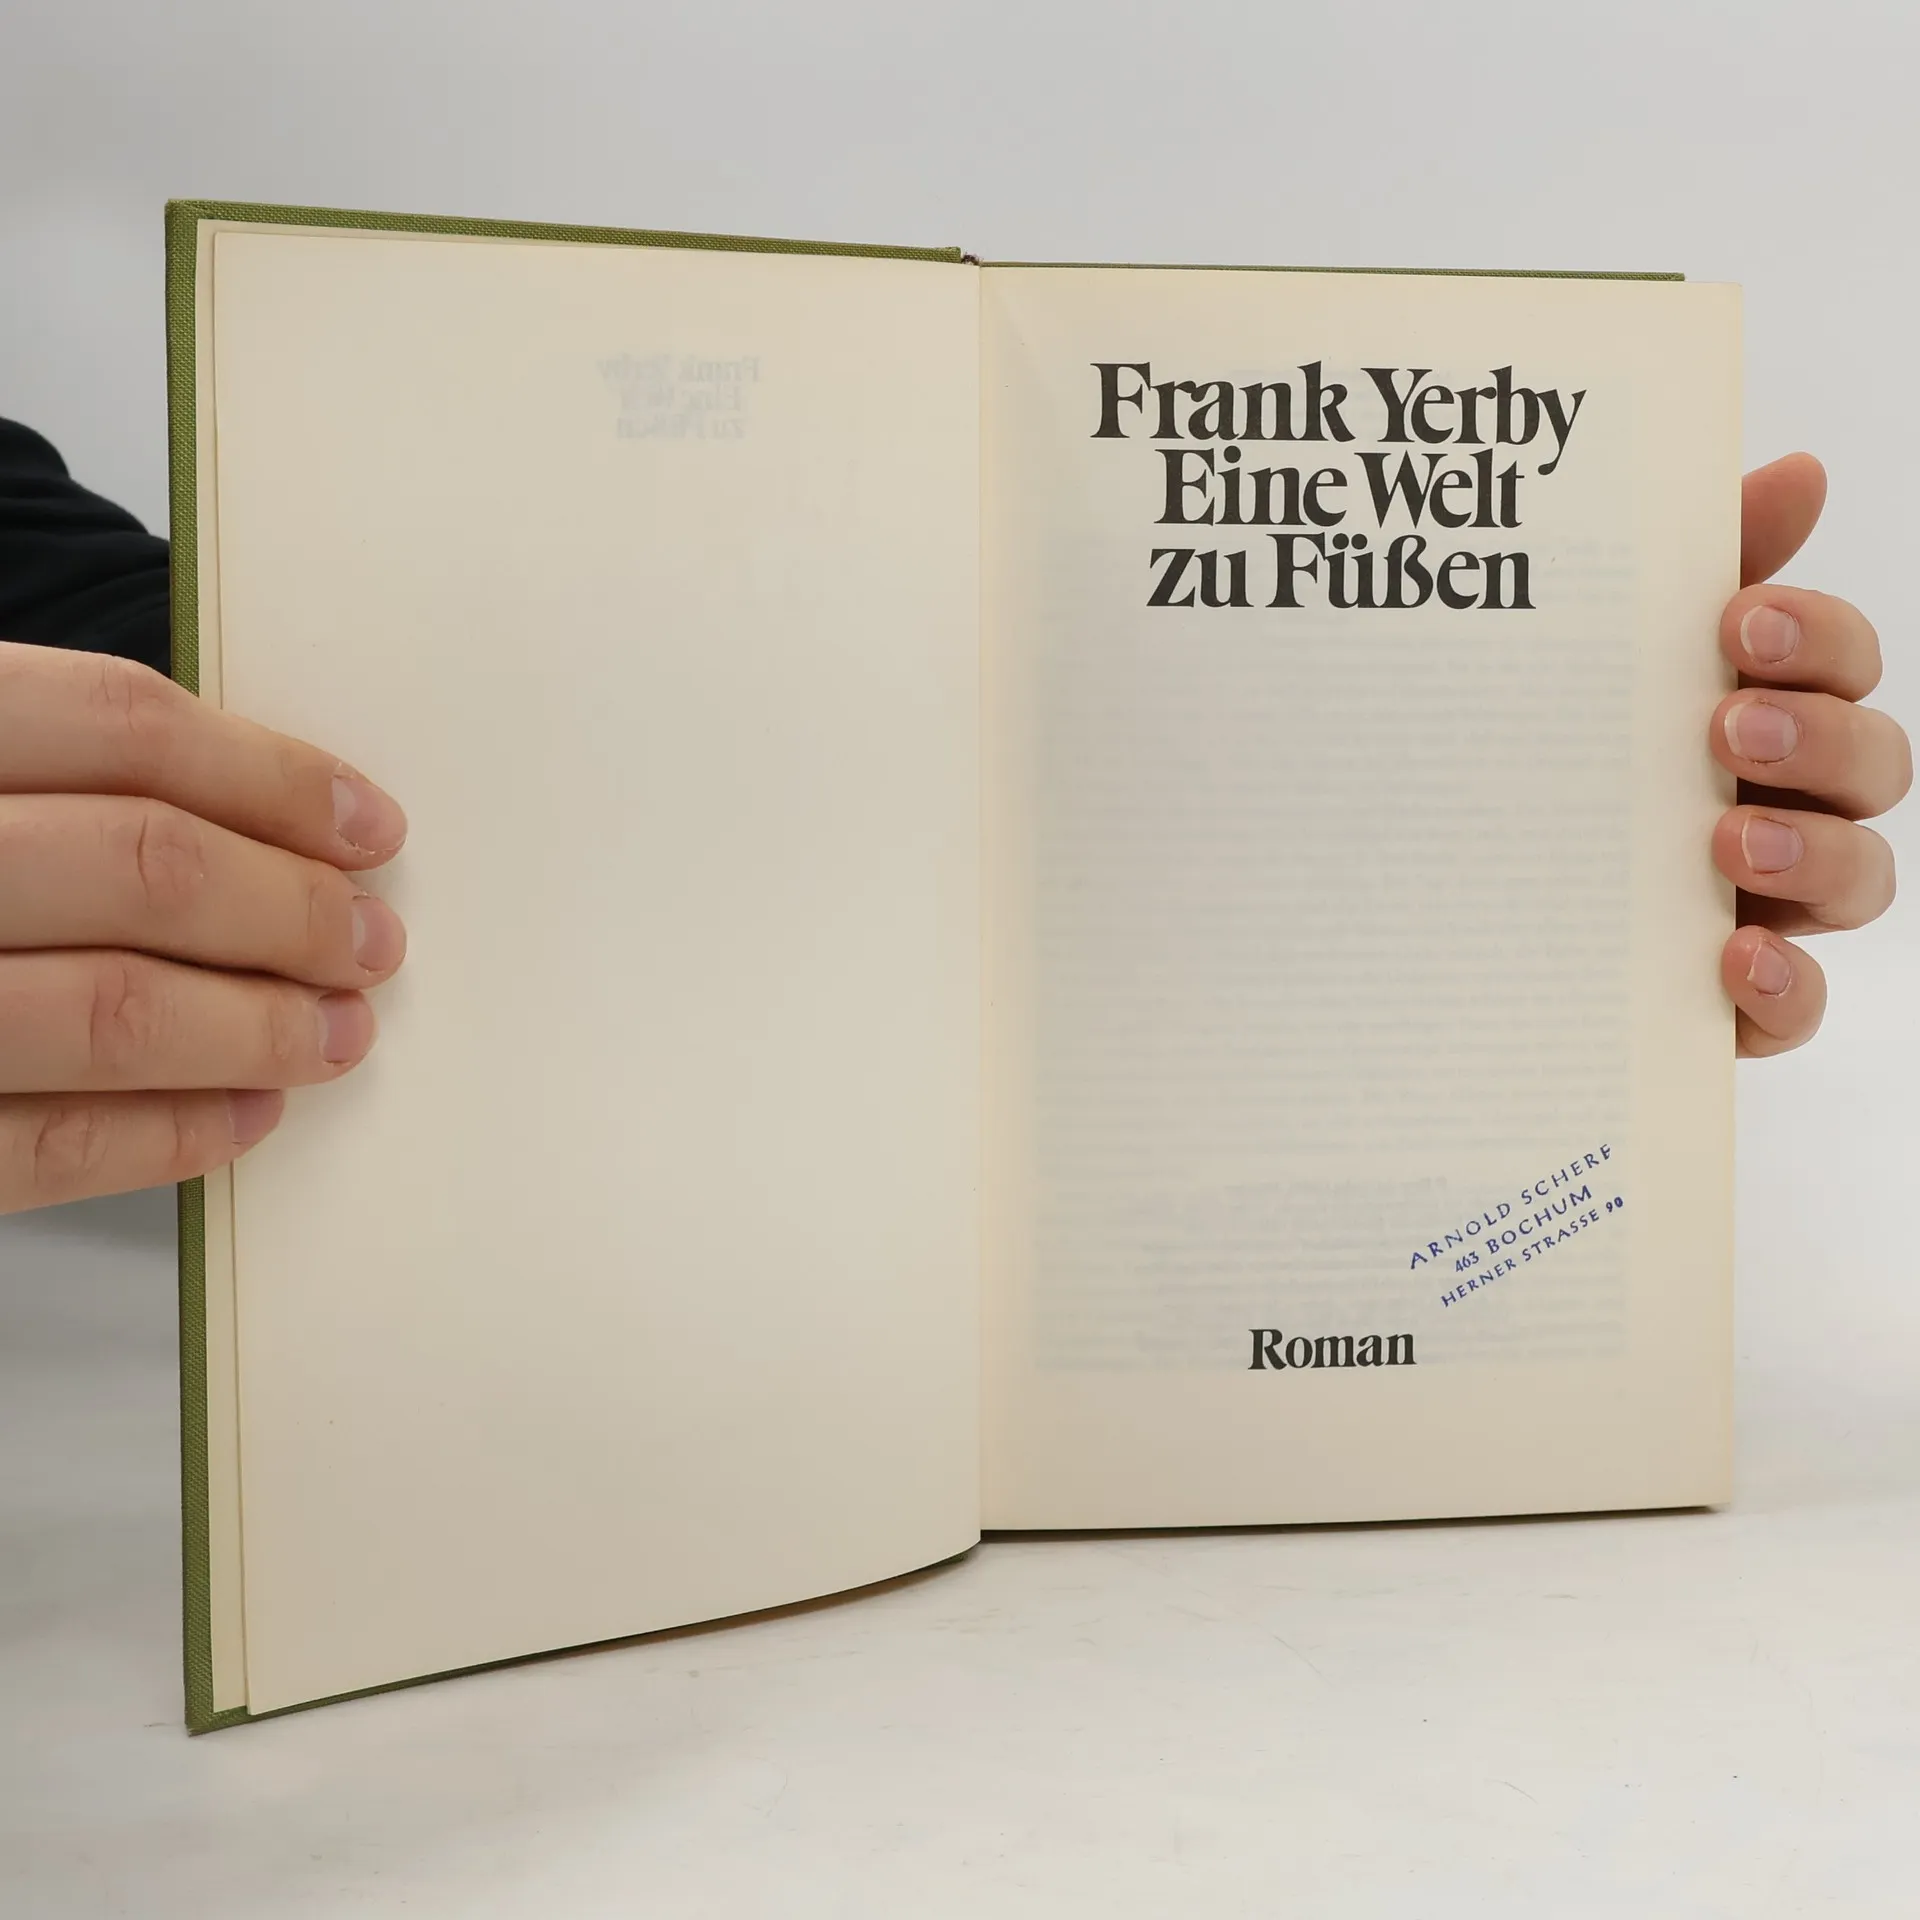 Frank Yerby
Eine Welt
zu Füßen
ARNOLD SCHERF
463 BOCHUM
HERNER STRASSE 90
Roman